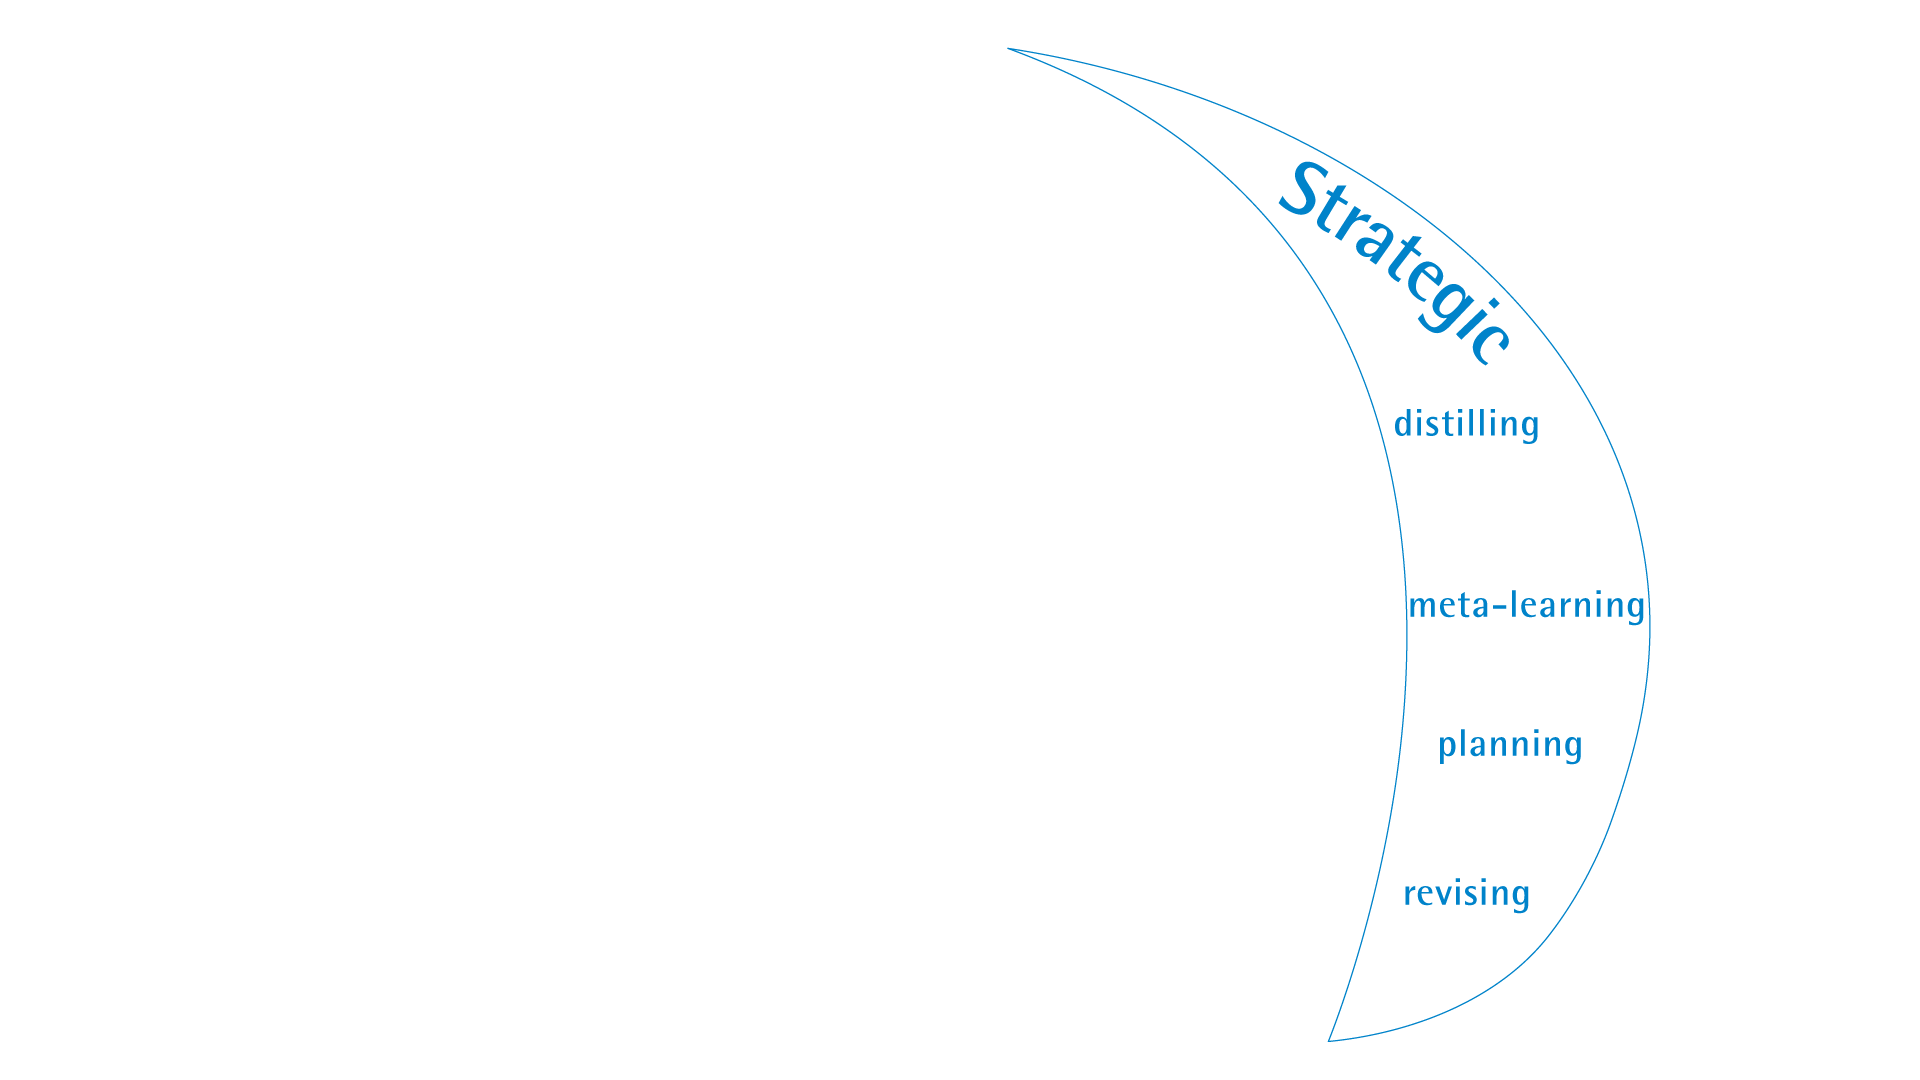 Strategic
distilling
meta-learning
planning
revising